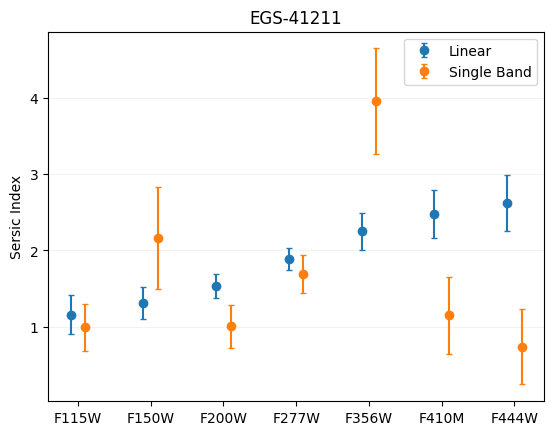 EGS-41211
Linear
Single Band
Sersic Index
4
3
2
1
F115W F150W F200W F277W F356W F410M F444W